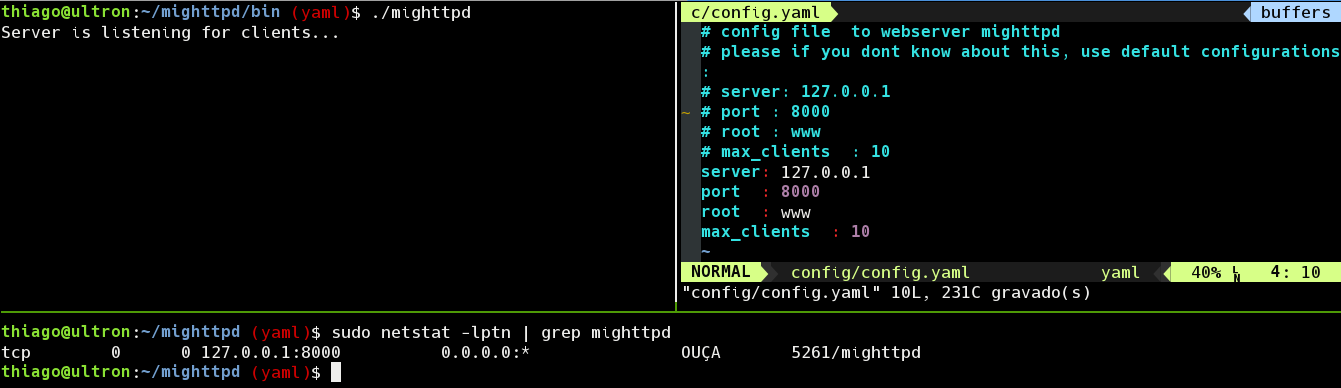 thiago@ultron:~/mighttpd/bin (yaml)$ ./mighttpd
Server is listening for clients...
c/config.yaml buffers
# config file  to webserver mighttpd
# please if you dont know about this, use default configurations
:
# server: 127.0.0.1
~ # port : 8000
# root : www
# max_clients  : 10
server: 127.0.0.1
port  : 8000
root  : www
max_clients  : 10
~
NORMAL config/config.yaml yaml 40% ␤ 4: 10
"config/config.yaml" 10L, 231C gravado(s)
thiago@ultron:~/mighttpd (yaml)$ sudo netstat -lptn | grep mighttpd
tcp        0      0 127.0.0.1:8000          0.0.0.0:*               OUÇA       5261/mighttpd
thiago@ultron:~/mighttpd (yaml)$